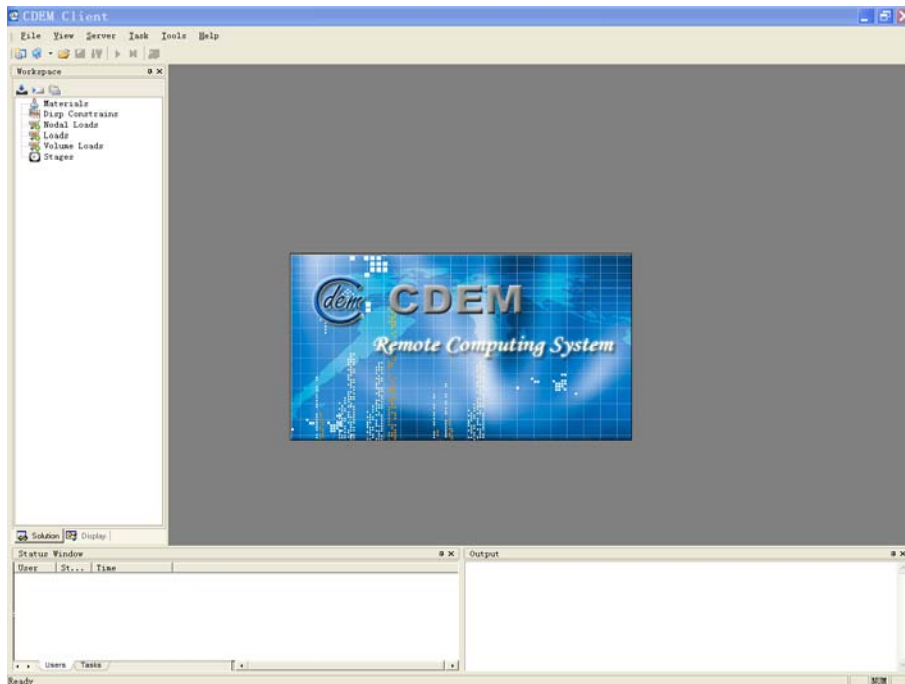 CDEM Client
File View Server Task Tools Help
Workspace
Materials
Disp Constrains
Nodal Loads
Loads
Volume Loads
Stages
dem CDEM
Remote Computing System
Solution Display
Status Window
User St... Time
Users Tasks
Output
Ready
NUM